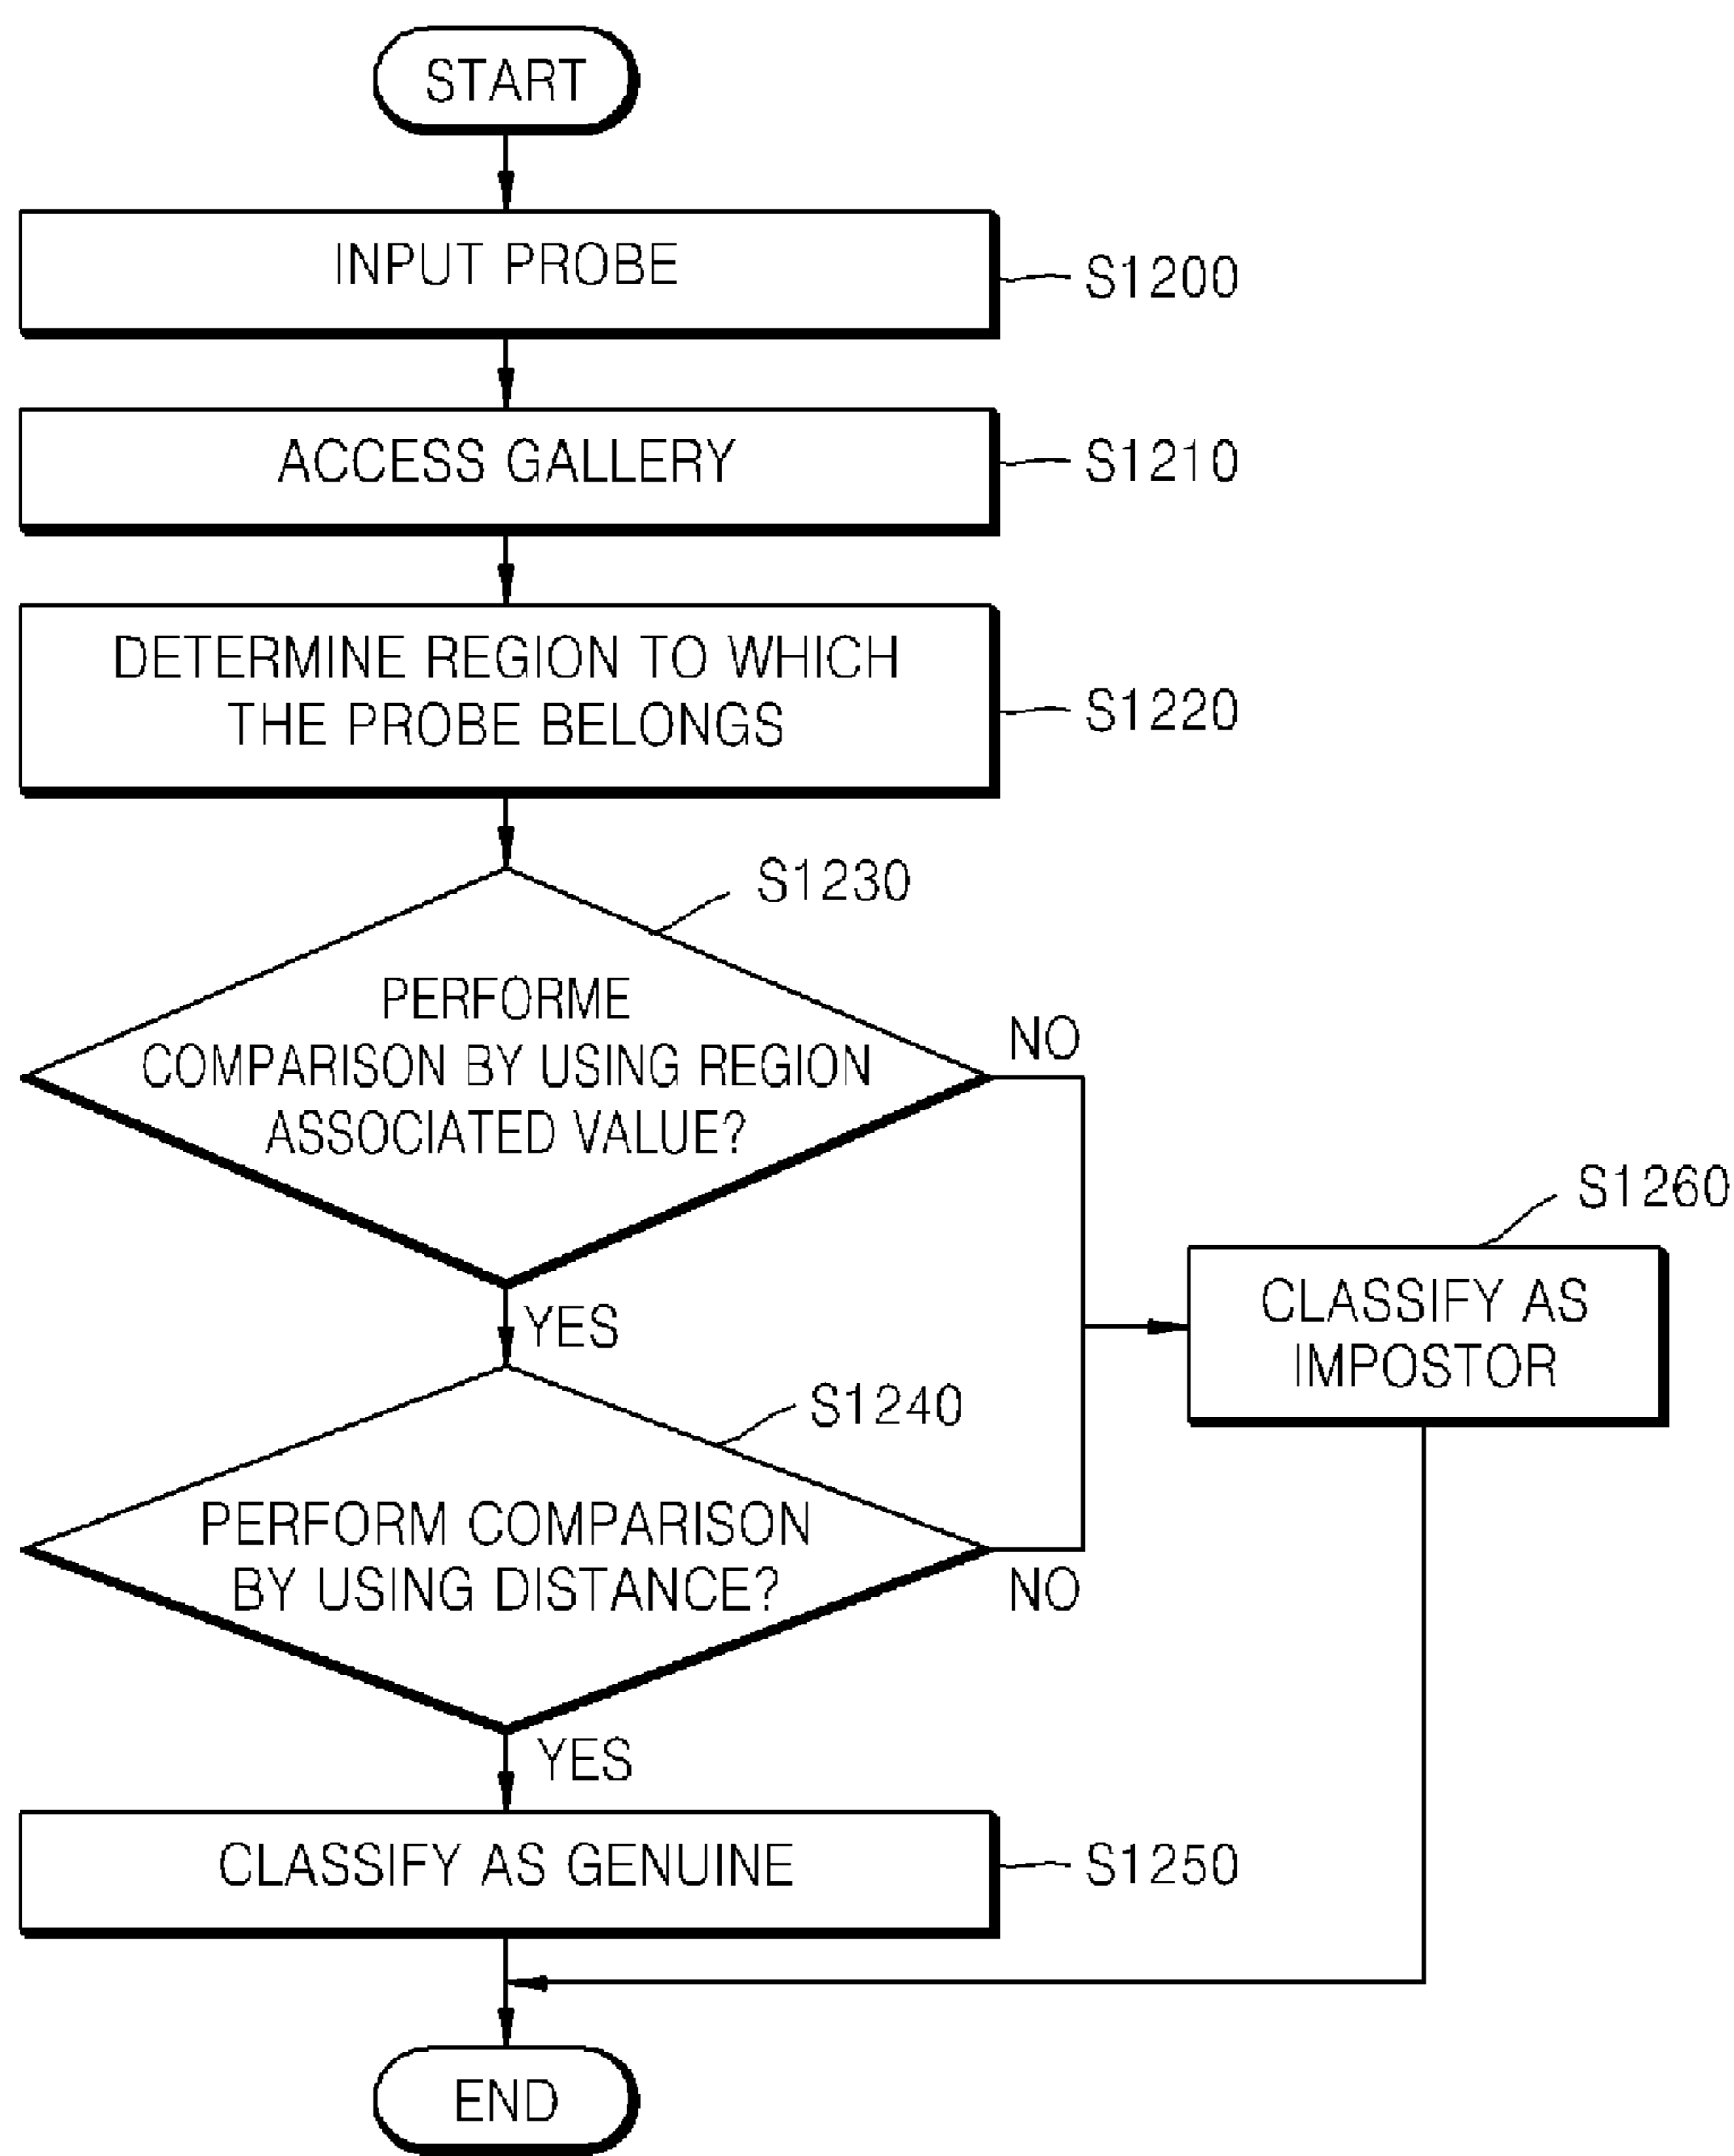 START
INPUT PROBE
S1200
ACCESS GALLERY
S1210
DETERMINE REGION TO WHICH
THE PROBE BELONGS
S1220
S1230
PERFORME
COMPARISON BY USING REGION
ASSOCIATED VALUE?
NO
YES
S1260
CLASSIFY AS
IMPOSTOR
S1240
PERFORM COMPARISON
BY USING DISTANCE?
NO
YES
CLASSIFY AS GENUINE
S1250
END